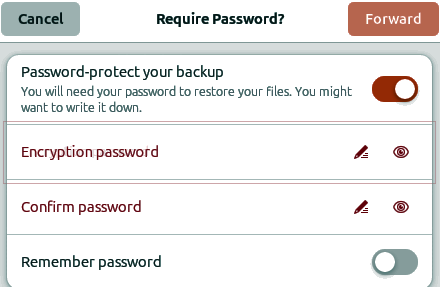 Cancel
Require Password?
Forward
Password-protect your backup
You will need your password to restore your files. You might
want to write it down.
Encryption password
Confirm password
Remember password